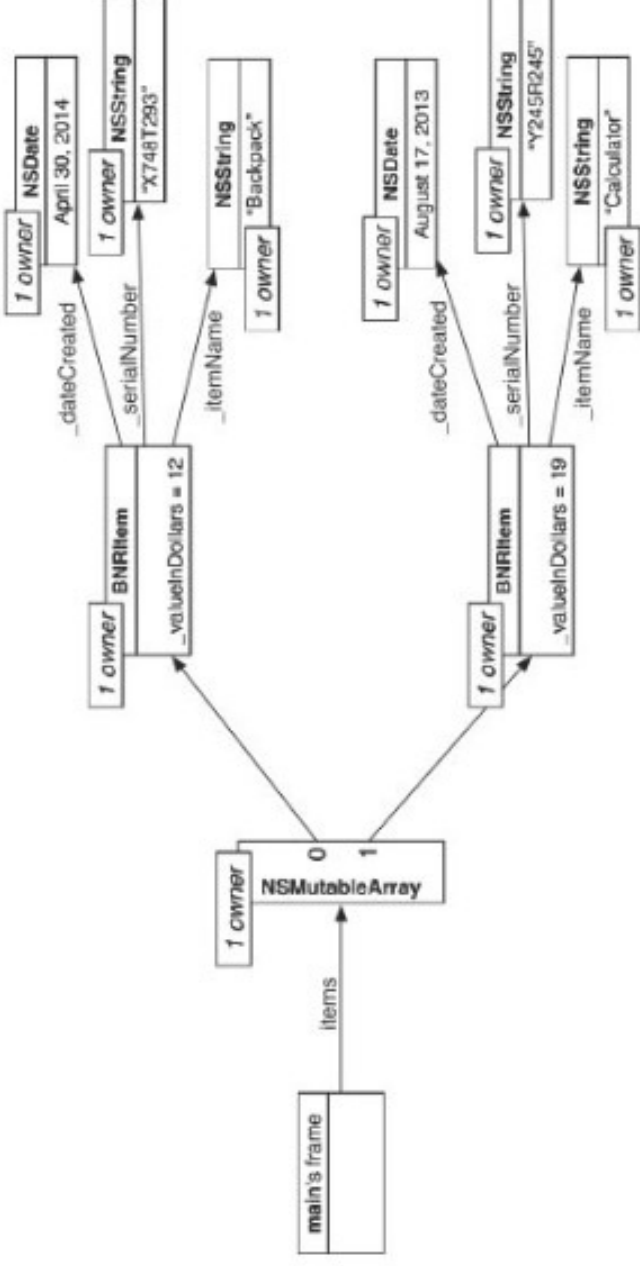 main's frame
items
1 owner
NSMutableArray
0
1
1 owner
BNRItem
_valueInDollars = 12
_dateCreated
_serialNumber
_itemName
1 owner
NSDate
April 30, 2014
1 owner
NSString
"X748T293"
NSString
"Backpack"
1 owner
1 owner
BNRItem
_valueInDollars = 19
_dateCreated
_serialNumber
_itemName
1 owner
NSDate
August 17, 2013
1 owner
NSString
"Y245R245"
NSString
"Calculator"
1 owner